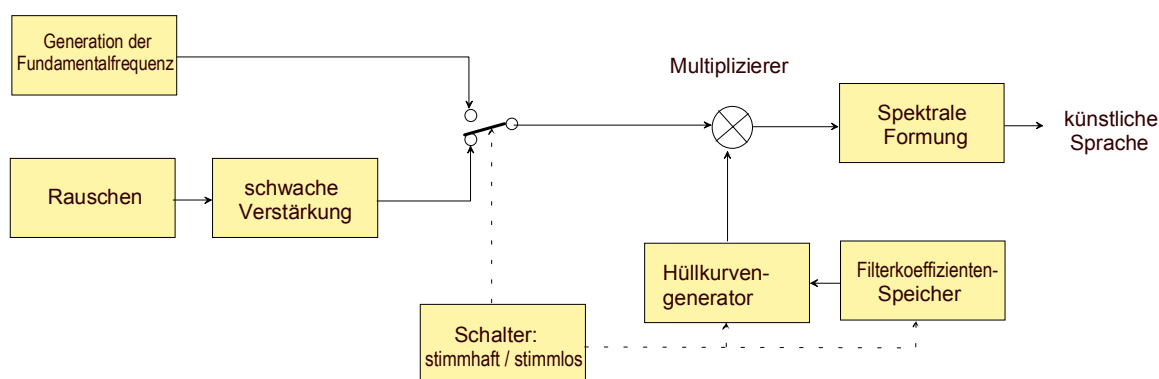 Generation der
Fundamentalfrequenz
Multiplizierer
Spektrale
Formung
künstliche
Sprache
Rauschen
schwache
Verstärkung
Hüllkurven-
generator
Filterkoeffizienten-
Speicher
Schalter:
stimmhaft / stimmlos